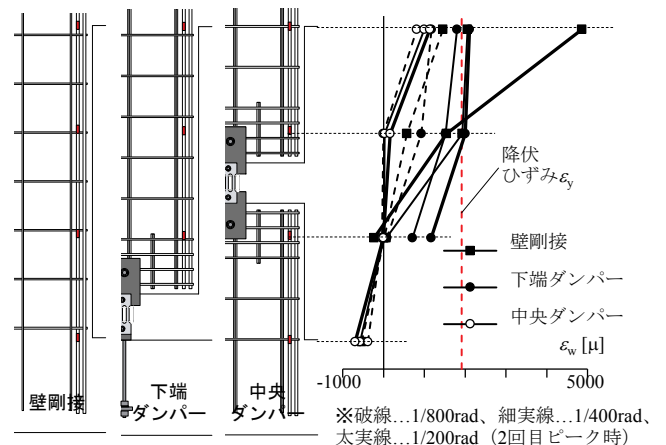 降伏
ひずみεy
壁剛接
下端ダンパー
中央ダンパー
εw [μ]
-1000
5000
壁剛接
下端
ダンパー
中央
ダンパー
※破線…1/800rad、細実線…1/400rad、
太実線…1/200rad（2回目ピーク時）